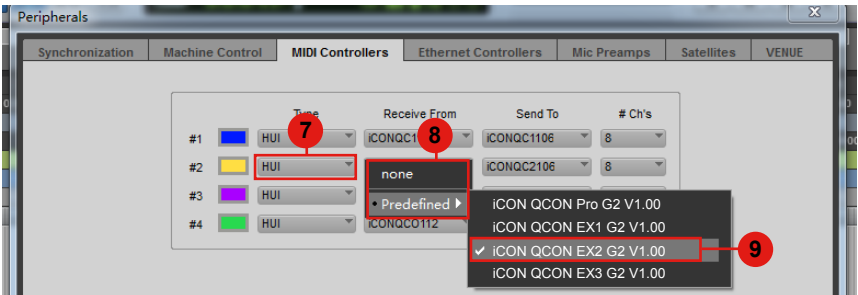 Peripherals
Synchronization Machine Control MIDI Controllers Ethernet Controllers Mic Preamps Satellites VENUE
Type Receive From Send To # Ch's
#1 HUI iCONQC1 iCONQC1106 8
7 8
#2 HUI none iCONQC2106 8
#3 HUI • Predefined
iCON QCON Pro G2 V1.00
#4 HUI iCONQCO112 iCON QCON EX1 G2 V1.00
✓ iCON QCON EX2 G2 V1.00 9
iCON QCON EX3 G2 V1.00